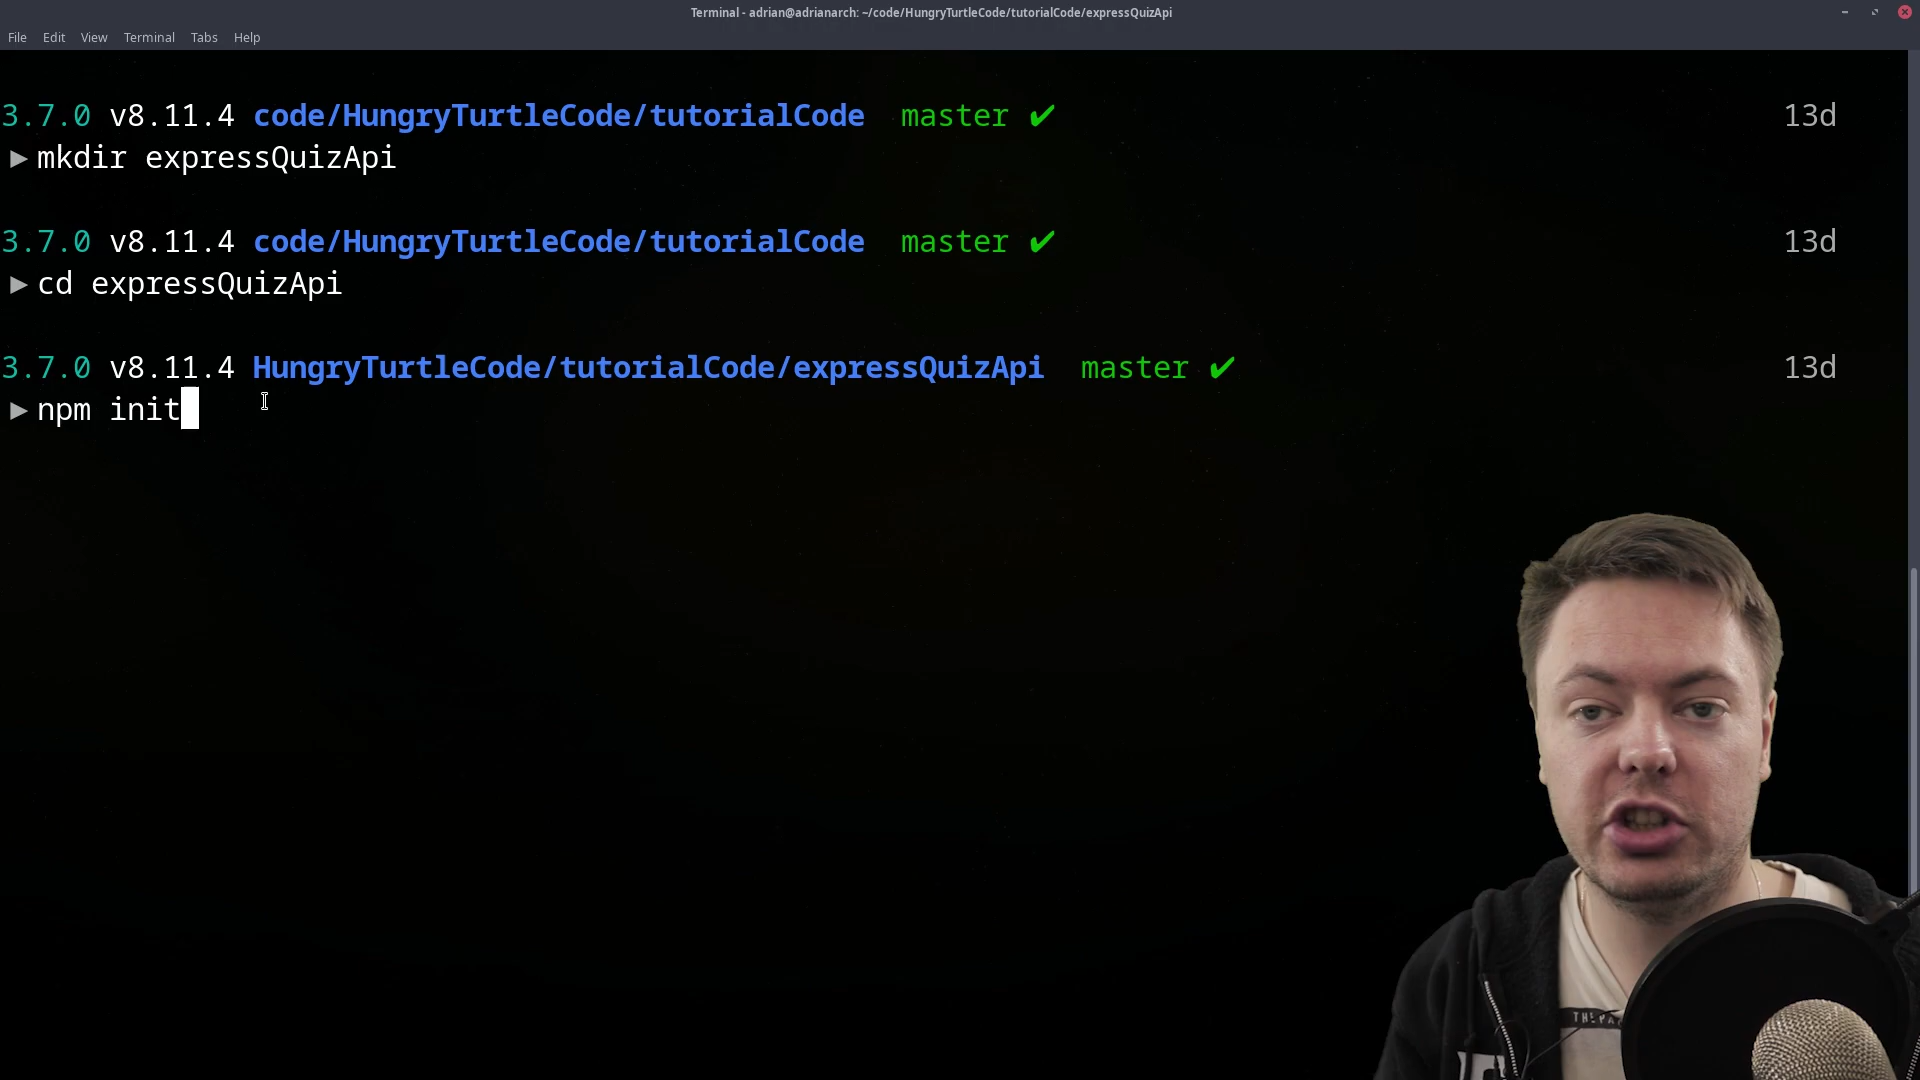 Terminal - adrian@adrianarch: ~/code/HungryTurtleCode/tutorialCode/expressQuizApi
File Edit View Terminal Tabs Help
3.7.0 v8.11.4 code/HungryTurtleCode/tutorialCode master ✔ 13d
▶ mkdir expressQuizApi
3.7.0 v8.11.4 code/HungryTurtleCode/tutorialCode master ✔ 13d
▶ cd expressQuizApi
3.7.0 v8.11.4 HungryTurtleCode/tutorialCode/expressQuizApi master ✔ 13d
▶ npm init